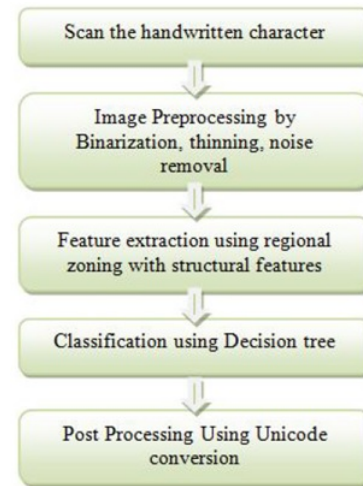 Scan the handwritten character
Image Preprocessing by
Binarization, thinning, noise
removal
Feature extraction using regional
zoning with structural features
Classification using Decision tree
Post Processing Using Unicode
conversion